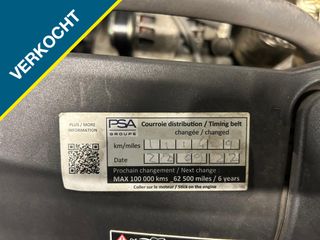 VERKOCHT
PLUS / MORE
INFORMATION
PSA
GROUPE
Courroie distribution / Timing belt
changée / changed
km/miles
Date
Prochain changement / Next change :
MAX 100 000 kms 62 500 miles / 6 years
Coller sur le moteur / Stick on the engine